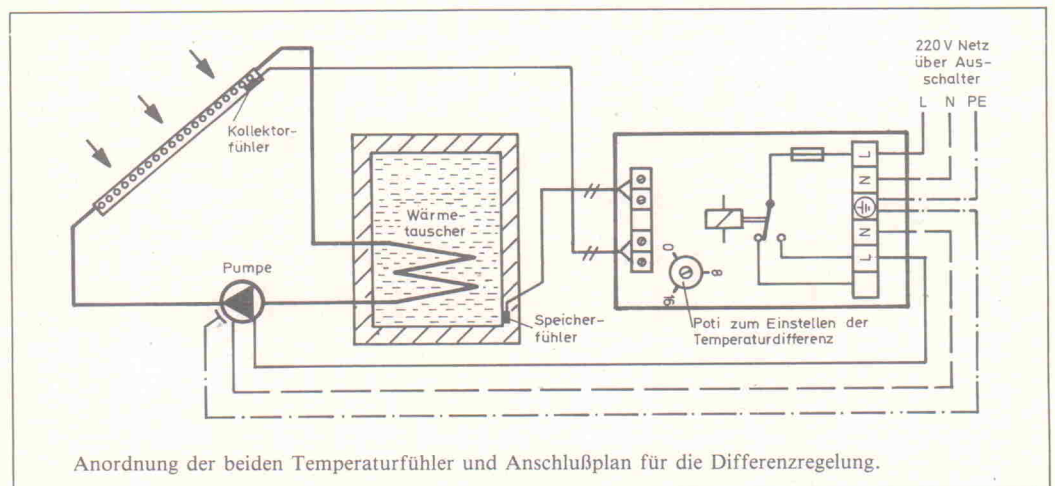 220 V Netz
über Aus-
schalter
L N PE
Kollektor-
fühler
Wärme-
tauscher
Pumpe
Speicher-
fühler
L
N
N
L
0
8
16
Poti zum Einstellen der
Temperaturdifferenz
Anordnung der beiden Temperaturfühler und Anschlußplan für die Differenzregelung.